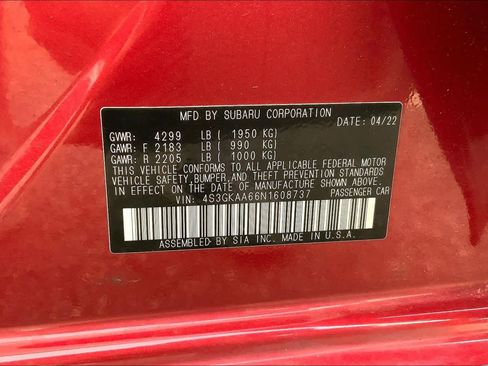 MFD BY SUBARU CORPORATION
DATE: 04/22
GVWR: 4299 LB ( 1950 KG)
GAWR: F 2183 LB ( 990 KG)
GAWR: R 2205 LB ( 1000 KG)
THIS VEHICLE CONFORMS TO ALL APPLICABLE FEDERAL MOTOR
VEHICLE SAFETY,BUMPER,AND THEFT PREVENTION STANDARDS
IN EFFECT ON THE DATE OF MANUFACTURE SHOWN ABOVE.
VIN: 4S3GKAA66N1608737 PASSENGER CAR
ASSEMBLED BY SIA INC. MADE IN U.S.A.